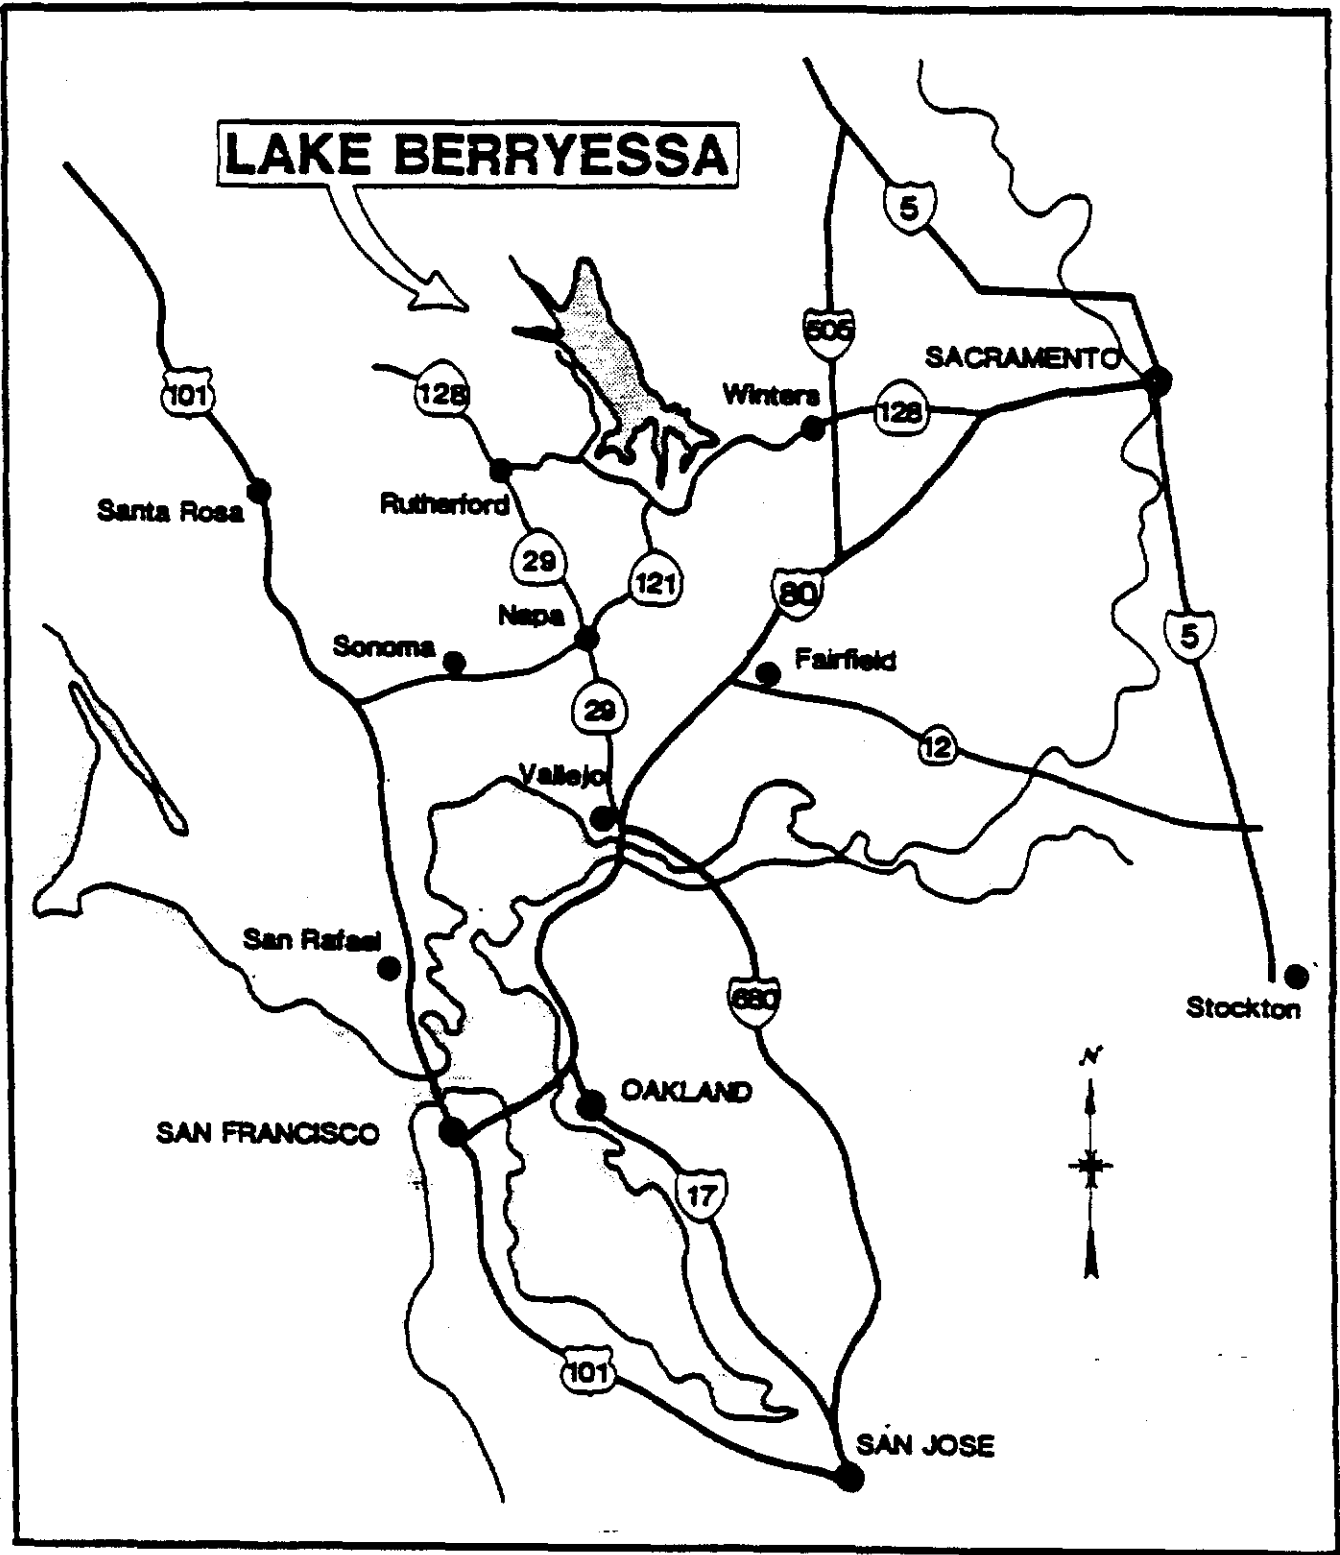 LAKE BERRYESSA
5
505
SACRAMENTO
101
128
Winters
128
Santa Rosa
Rutherford
29
121
80
Napa
Sonoma
Fairfield
5
29
12
Vallejo
San Rafael
680
Stockton
N
OAKLAND
SAN FRANCISCO
17
101
SAN JOSE